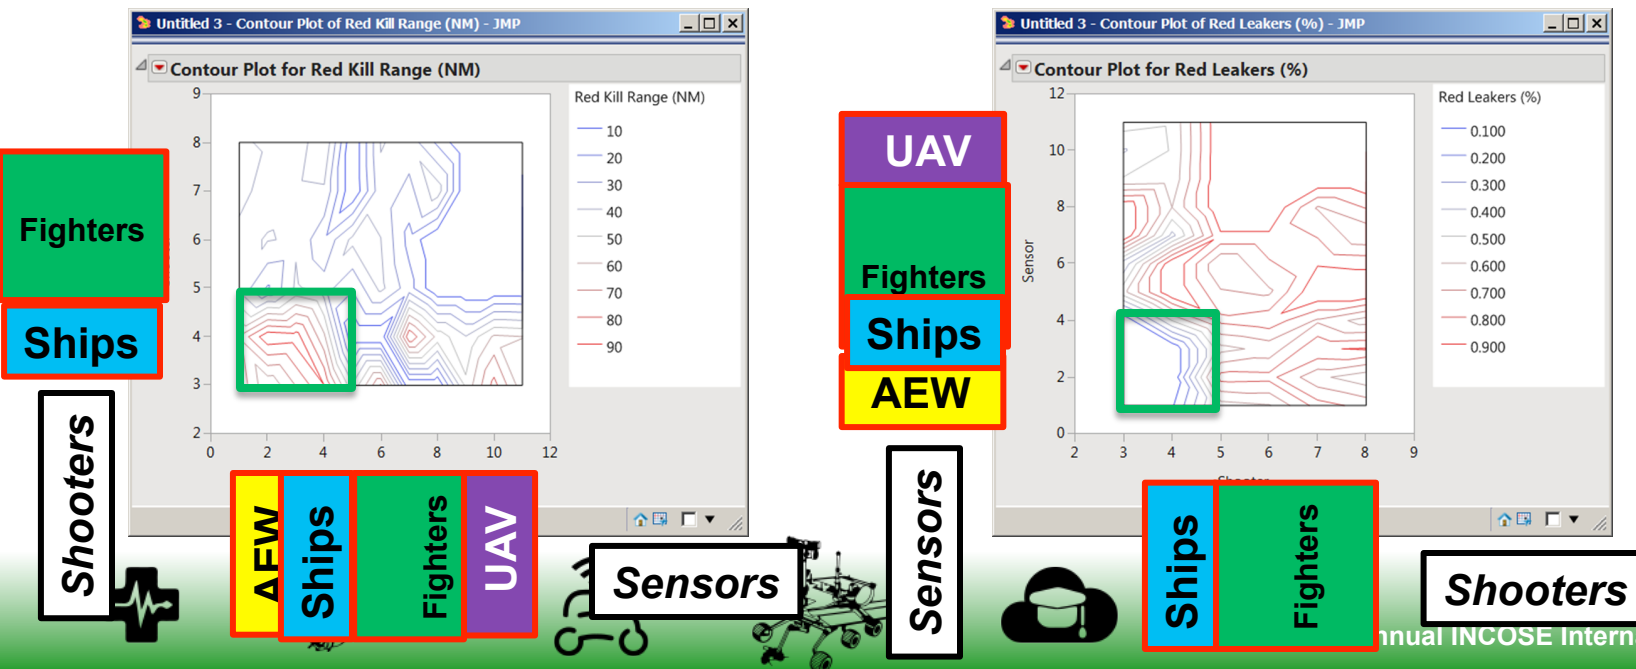 Untitled 3 - Contour Plot of Red Kill Range (NM) - JMP
Contour Plot for Red Kill Range (NM)
9
8
7
6
5
4
3
2
0
2
4
6
8
10
12
Red Kill Range (NM)
10
20
30
40
50
60
70
80
90
Fighters
Ships
Shooters
AEW
Ships
Fighters
UAV
Sensors
Untitled 3 - Contour Plot of Red Leakers (%) - JMP
Contour Plot for Red Leakers (%)
12
10
8
6
4
2
0
Sensor
2
3
4
5
6
7
8
9
Shooter
Red Leakers (%)
0.100
0.200
0.300
0.400
0.500
0.600
0.700
0.800
0.900
UAV
Fighters
Ships
AEW
Sensors
Ships
Fighters
Shooters
nnual INCOSE Intern